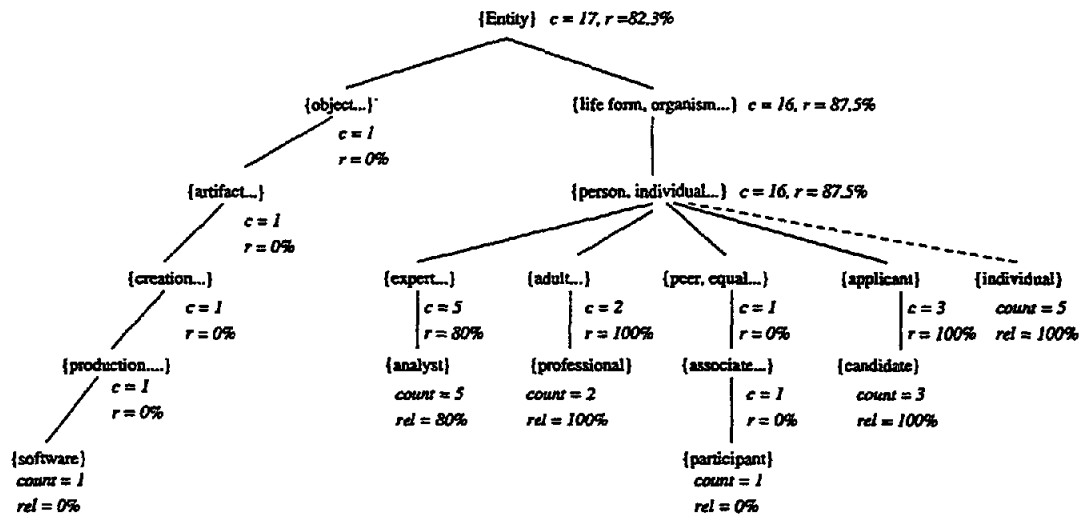 {Entity} c = 17, r =82.3%
{object...}
{life form, organism...} c = 16, r = 87.5%
c = 1
r = 0%
{artifact...}
{person, individual...} c = 16, r = 87.5%
c = 1
r = 0%
{creation...}
{expert...}
{adult...}
{peer, equal...}
{applicant}
{individual}
c = 1
r = 0%
c = 5
r = 80%
c = 2
r = 100%
c = 1
r = 0%
c = 3
r = 100%
count = 5
rel = 100%
{production....}
{analyst}
{professional}
{associate...}
{candidate}
c = 1
r = 0%
count = 5
rel = 80%
count = 2
rel = 100%
c = 1
r = 0%
count = 3
rel = 100%
{software}
count = 1
rel = 0%
{participant}
count = 1
rel = 0%